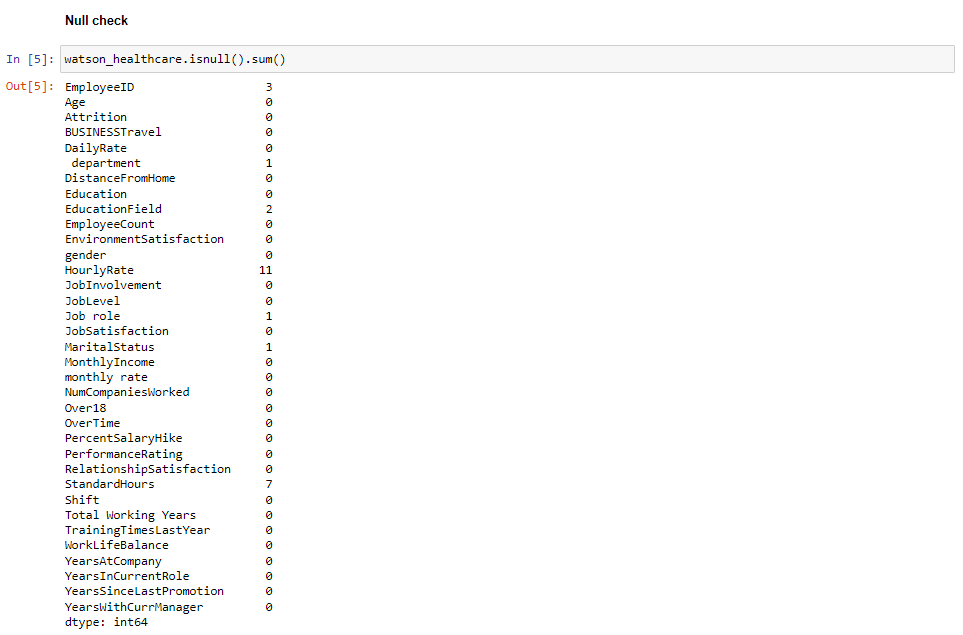 Null check
In [5]: watson_healthcare.isnull().sum()
Out[5]: EmployeeID 3
Age 0
Attrition 0
BUSINESSTravel 0
DailyRate 0
department 1
DistanceFromHome 0
Education 0
EducationField 2
EmployeeCount 0
EnvironmentSatisfaction 0
gender 0
HourlyRate 11
JobInvolvement 0
JobLevel 0
Job role 1
JobSatisfaction 0
MaritalStatus 1
MonthlyIncome 0
monthly rate 0
NumCompaniesWorked 0
Over18 0
OverTime 0
PercentSalaryHike 0
PerformanceRating 0
RelationshipSatisfaction 0
StandardHours 7
Shift 0
Total Working Years 0
TrainingTimesLastYear 0
WorkLifeBalance 0
YearsAtCompany 0
YearsInCurrentRole 0
YearsSinceLastPromotion 0
YearsWithCurrManager 0
dtype: int64